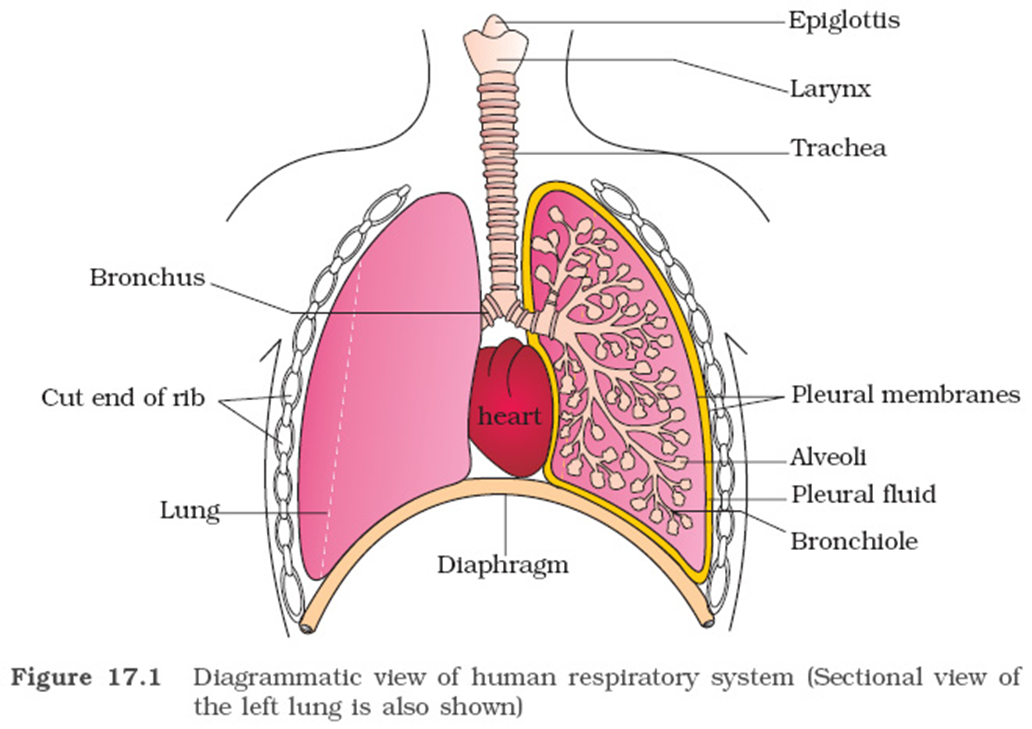 Epiglottis
Larynx
Trachea
Bronchus
Cut end of rib
heart
Pleural membranes
Alveoli
Pleural fluid
Lung
Bronchiole
Diaphragm
Figure 17.1 Diagrammatic view of human respiratory system (Sectional view of
the left lung is also shown)